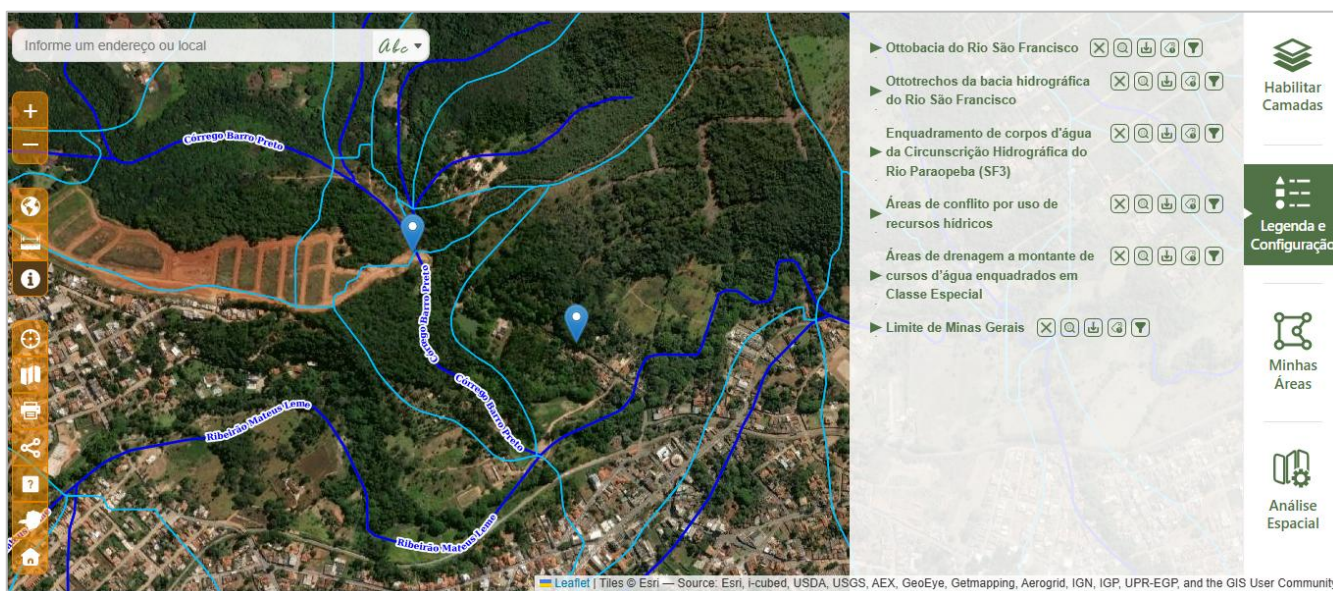 Informe um endereço ou local
Abc
+
−
?
Córrego Barro Preto
Córrego Barro Preto
Córrego Barro Preto
Ribeirão Mateus Leme
Ribeirão Mateus Leme
Ottobacia do Rio São Francisco
Ottotrechos da bacia hidrográfica
do Rio São Francisco
Enquadramento de corpos d'água
da Circunscrição Hidrográfica do
Rio Paraopeba (SF3)
Áreas de conflito por uso de
recursos hídricos
Áreas de drenagem a montante de
cursos d'água enquadrados em
Classe Especial
Limite de Minas Gerais
Habilitar
Camadas
Legenda e
Configuração
Minhas
Áreas
Análise
Espacial
Leaflet | Tiles © Esri — Source: Esri, i-cubed, USDA, USGS, AEX, GeoEye, Getmapping, Aerogrid, IGN, IGP, UPR-EGP, and the GIS User Community